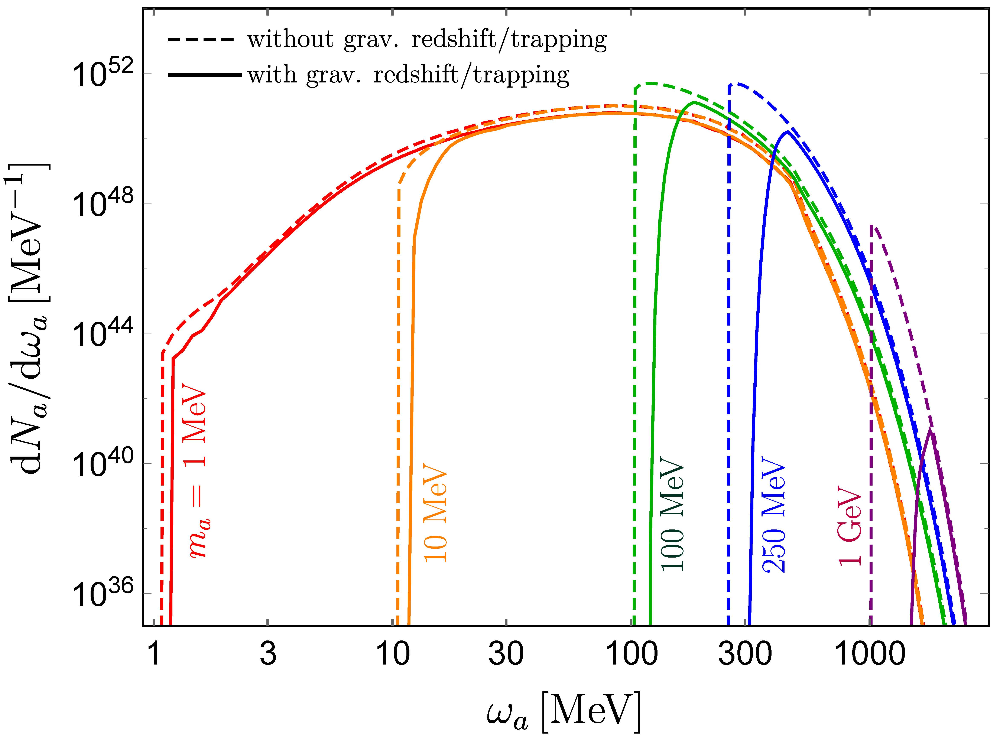 without grav. redshift/trapping
with grav. redshift/trapping
10^52
10^48
10^44
10^40
10^36
dN_a/dω_a [MeV^−1]
m_a = 1 MeV
10 MeV
100 MeV
250 MeV
1 GeV
1 3 10 30 100 300 1000
ω_a [MeV]